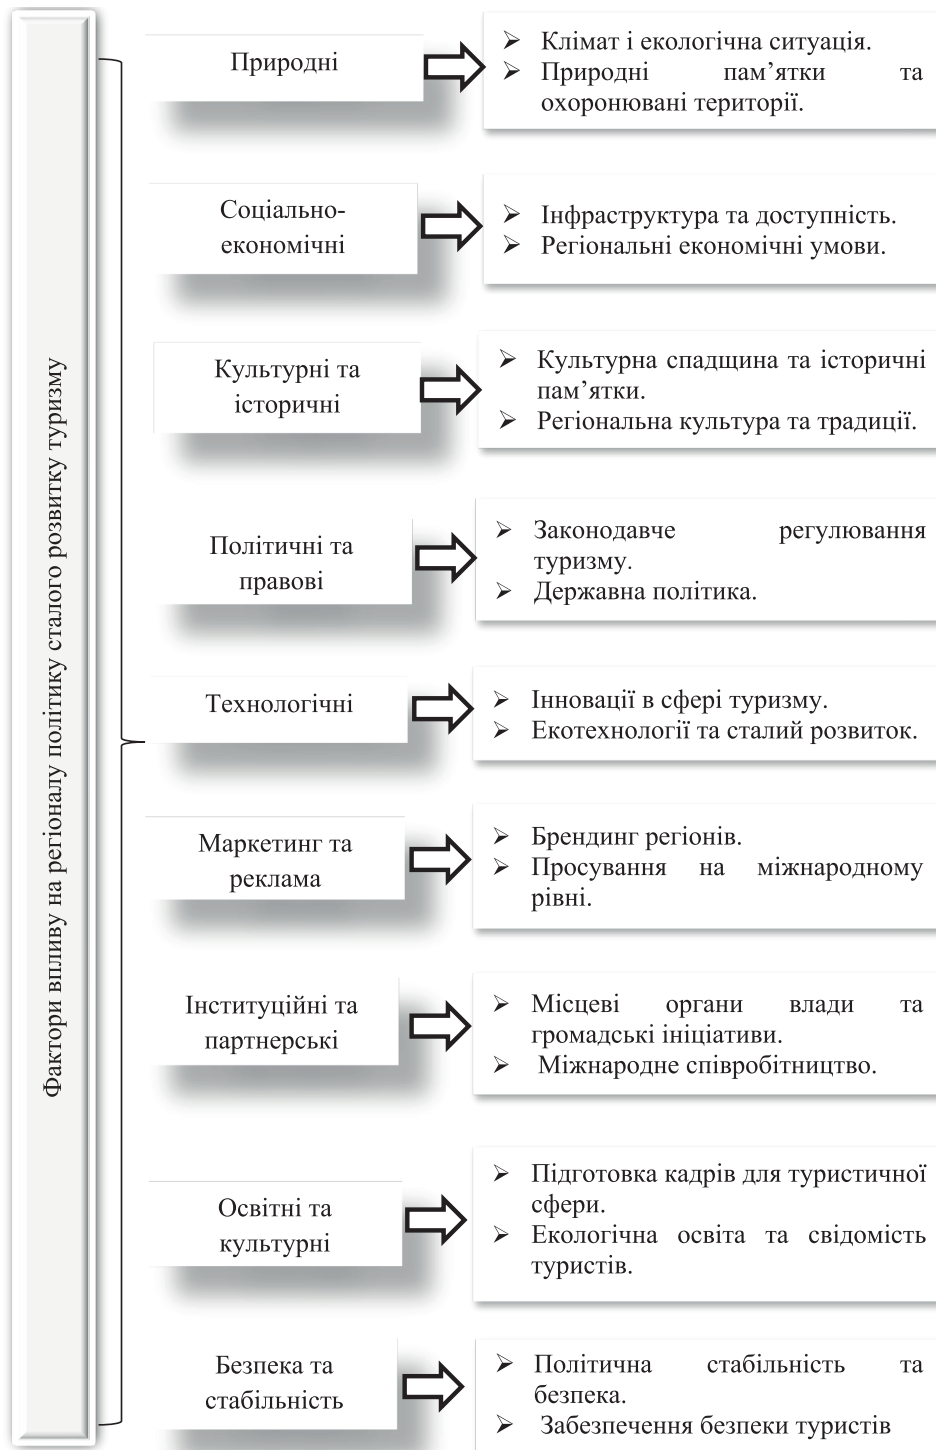 Фактори впливу на регіоналу політику сталого розвитку туризму
Природні
➢ Клімат і екологічна ситуація.
➢ Природні пам’ятки та
охоронювані території.
Соціально-
економічні
➢ Інфраструктура та доступність.
➢ Регіональні економічні умови.
Культурні та
історичні
➢ Культурна спадщина та історичні
пам’ятки.
➢ Регіональна культура та традиції.
Політичні та
правові
➢ Законодавче регулювання
туризму.
➢ Державна політика.
Технологічні
➢ Інновації в сфері туризму.
➢ Екотехнології та сталий розвиток.
Маркетинг та
реклама
➢ Брендинг регіонів.
➢ Просування на міжнародному
рівні.
Інституційні та
партнерські
➢ Місцеві органи влади та
громадські ініціативи.
➢ Міжнародне співробітництво.
Освітні та
культурні
➢ Підготовка кадрів для туристичної
сфери.
➢ Екологічна освіта та свідомість
туристів.
Безпека та
стабільність
➢ Політична стабільність та
безпека.
➢ Забезпечення безпеки туристів